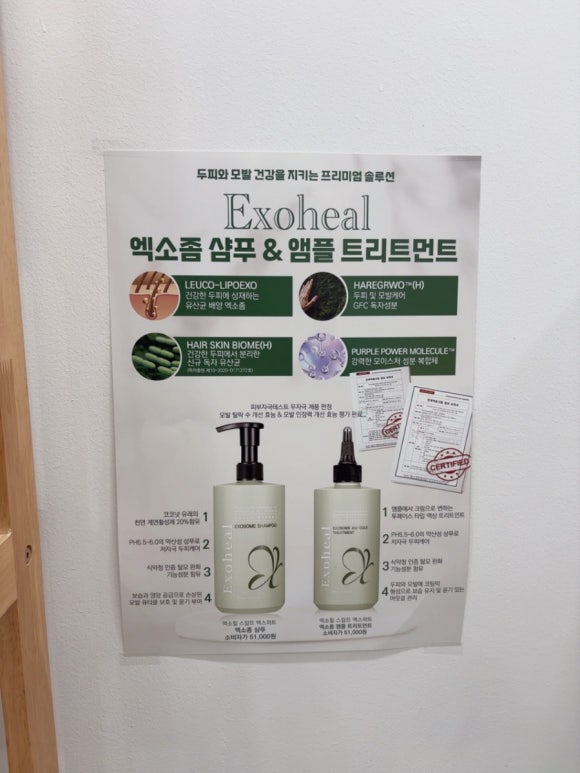 두피와 모발 건강을 지키는 프리미엄 솔루션
Exoheal
엑소좀 샴푸 & 앰플 트리트먼트
LEUCO-LIPOEXO
건강한 두피에 상재하는
유산균 배양 엑소좀
HAREGRWO™(H)
두피 및 모발케어
GFC 독자성분
HAIR SKIN BIOME(H)
건강한 두피에서 분리한
신규 독자 유산균
PURPLE POWER MOLECULE™
강력한 모이스처 성분 복합체
피부자극테스트 무자극 제품 판정
모발 탈락 수 개선 효능 & 모발 인장력 개선 효능 평가 완료
CERTIFIED
CERTIFIED
코코넛 유래의
천연 계면활성제 20%함유
1
PH5.5-6.0의 약산성 샴푸로
저자극 두피케어
2
식약청 인증 탈모 완화
기능성분 함유
3
보습과 영양 공급으로 손상된
모발 큐티클 보호 및 윤기 부여
4
Exoheal
EXOSOME SHAMPOO
Exoheal
EXOSOME AMPOULE
TREATMENT
1
앰플에서 크림으로 변하는
투페이스 타입 액상 트리트먼트
2
PH5.5-6.0의 약산성 샴푸로
저자극 두피케어
3
식약청 인증 탈모 완화
기능성분 함유
4
두피와 모발에 코팅막
형성으로 보습 유지 및 윤기 있는
머릿결 관리
엑소힐 스칼프 엑스퍼트
엑소좀 샴푸
소비자가 51,000원
엑소힐 스칼프 엑스퍼트
엑소좀 앰플 트리트먼트
소비자가 51,000원